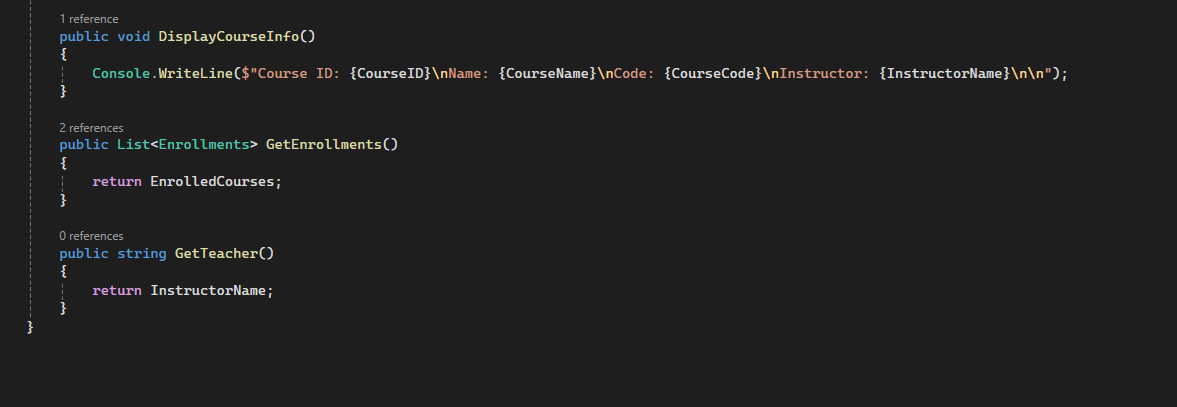 1 reference
public void DisplayCourseInfo()
{
Console.WriteLine($"Course ID: {CourseID}\nName: {CourseName}\nCode: {CourseCode}\nInstructor: {InstructorName}\n\n");
}
2 references
public List<Enrollments> GetEnrollments()
{
return EnrolledCourses;
}
0 references
public string GetTeacher()
{
return InstructorName;
}
}